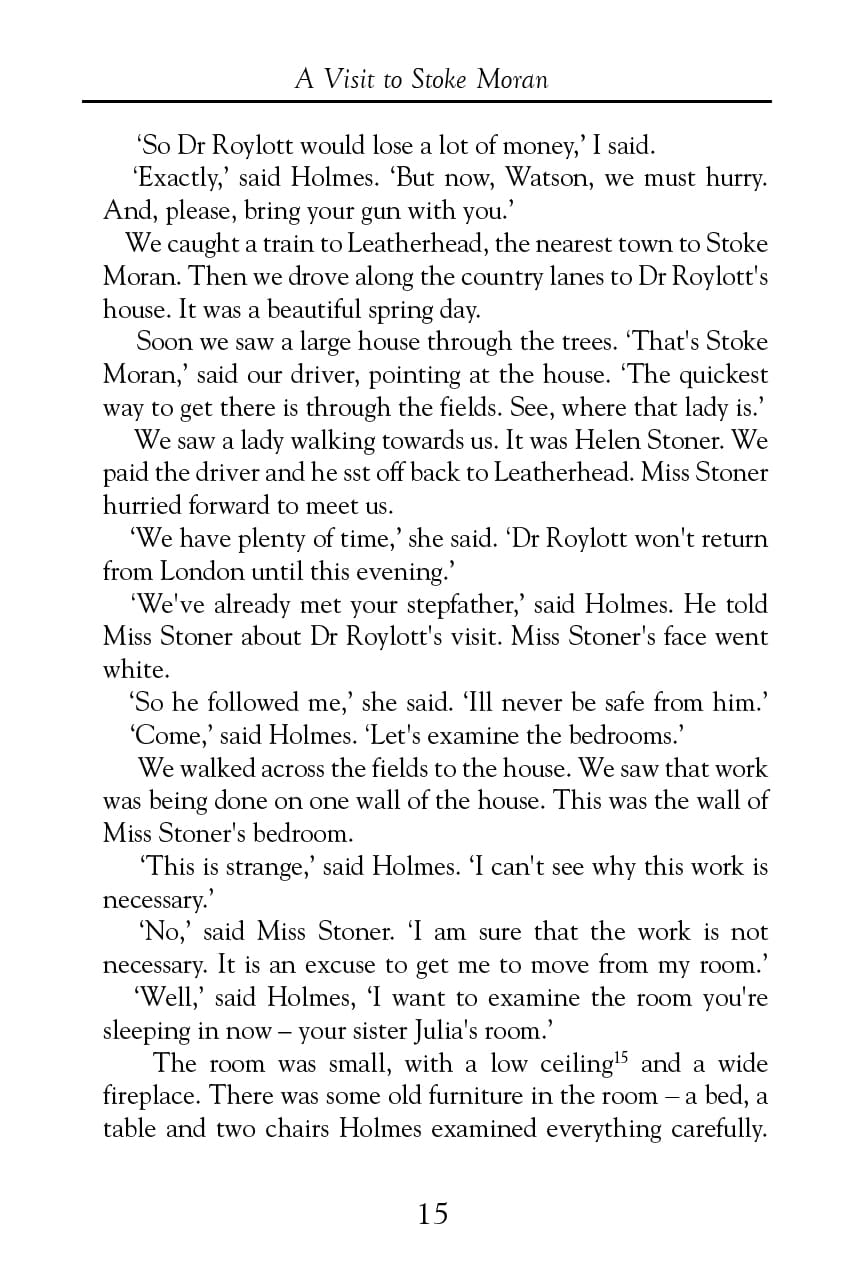 A Visit to Stoke Moran
‘So Dr Roylott would lose a lot of money,’ I said.
‘Exactly,’ said Holmes. ‘But now, Watson, we must hurry.
And, please, bring your gun with you.’
We caught a train to Leatherhead, the nearest town to Stoke
Moran. Then we drove along the country lanes to Dr Roylott's
house. It was a beautiful spring day.
Soon we saw a large house through the trees. ‘That's Stoke
Moran,’ said our driver, pointing at the house. ‘The quickest
way to get there is through the fields. See, where that lady is.’
We saw a lady walking towards us. It was Helen Stoner. We
paid the driver and he sst off back to Leatherhead. Miss Stoner
hurried forward to meet us.
‘We have plenty of time,’ she said. ‘Dr Roylott won't return
from London until this evening.’
‘We've already met your stepfather,’ said Holmes. He told
Miss Stoner about Dr Roylott's visit. Miss Stoner's face went
white.
‘So he followed me,’ she said. ‘Ill never be safe from him.’
‘Come,’ said Holmes. ‘Let's examine the bedrooms.’
We walked across the fields to the house. We saw that work
was being done on one wall of the house. This was the wall of
Miss Stoner's bedroom.
‘This is strange,’ said Holmes. ‘I can't see why this work is
necessary.’
‘No,’ said Miss Stoner. ‘I am sure that the work is not
necessary. It is an excuse to get me to move from my room.’
‘Well,’ said Holmes, ‘I want to examine the room you're
sleeping in now – your sister Julia's room.’
The room was small, with a low ceiling¹⁵ and a wide
fireplace. There was some old furniture in the room – a bed, a
table and two chairs Holmes examined everything carefully.
15